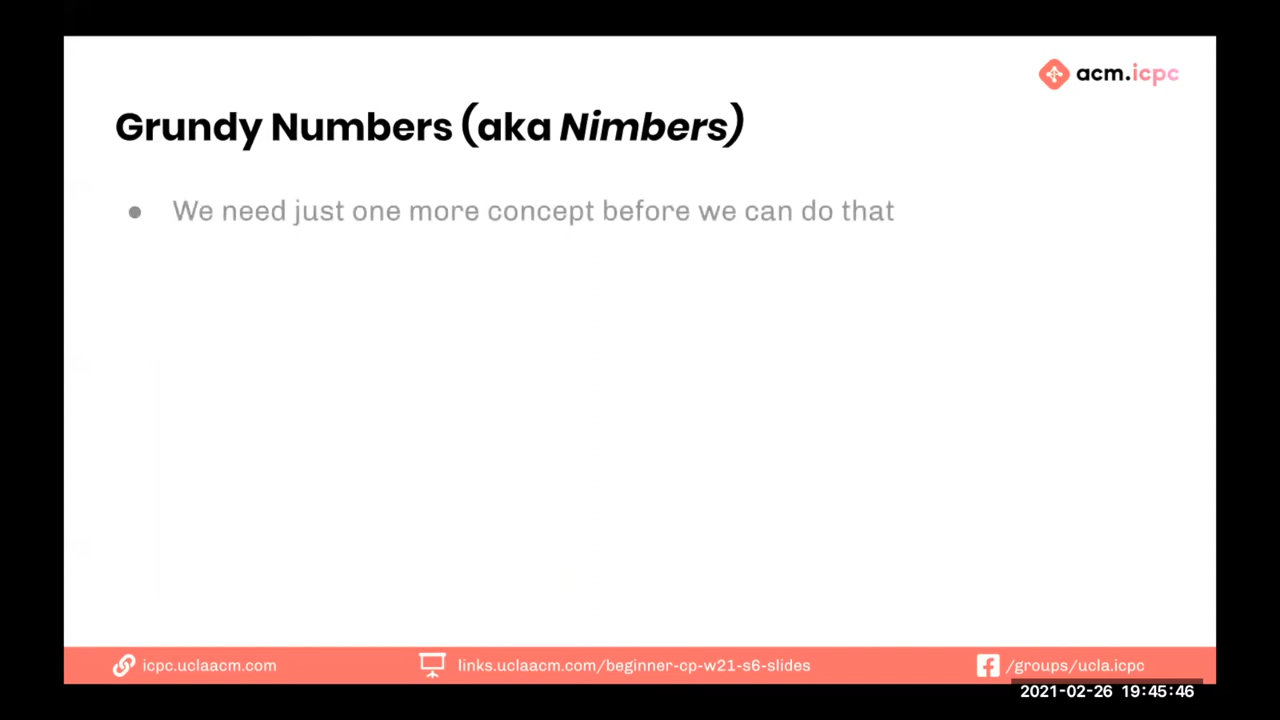 acm.icpc
Grundy Numbers (aka Nimbers)
● We need just one more concept before we can do that
icpc.uclaacm.com
links.uclaacm.com/beginner-cp-w21-s6-slides
/groups/ucla.icpc
2021-02-26 19:45:46